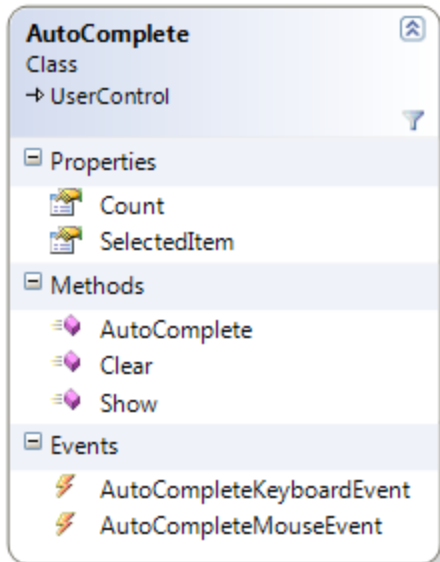 AutoComplete
Class
UserControl
Properties
Count
SelectedItem
Methods
AutoComplete
Clear
Show
Events
AutoCompleteKeyboardEvent
AutoCompleteMouseEvent